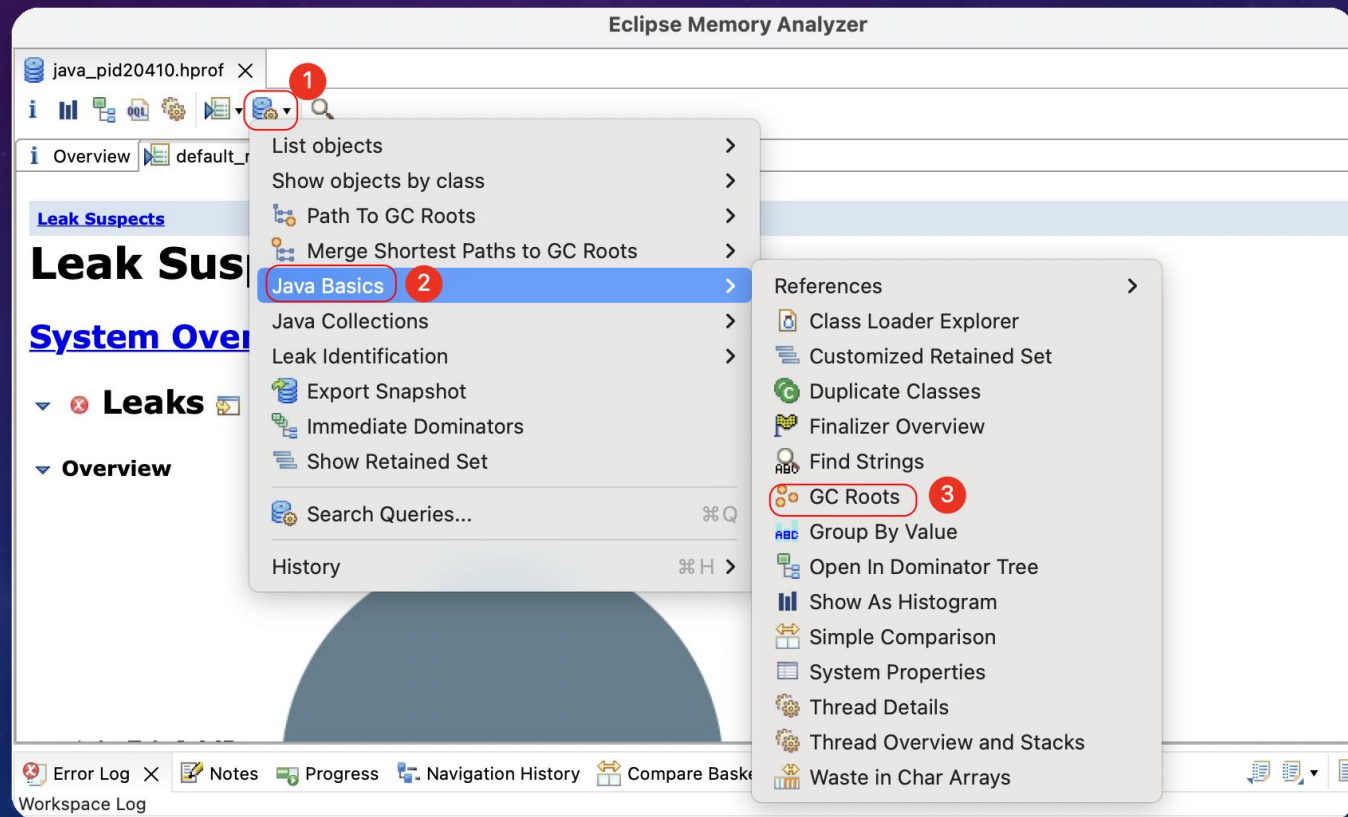 Eclipse Memory Analyzer
java_pid20410.hprof
1
i
OQL
i Overview
default_r
List objects
Show objects by class
Path To GC Roots
Merge Shortest Paths to GC Roots
Java Basics 2
Java Collections
Leak Identification
Export Snapshot
Immediate Dominators
Show Retained Set
Search Queries... ⌘Q
History ⌘H
Leak Suspects
Leak Sus
System Over
Leaks
Overview
References
Class Loader Explorer
Customized Retained Set
Duplicate Classes
Finalizer Overview
Find Strings
GC Roots 3
Group By Value
Open In Dominator Tree
Show As Histogram
Simple Comparison
System Properties
Thread Details
Thread Overview and Stacks
Waste in Char Arrays
Error Log
Notes
Progress
Navigation History
Compare Baske
Workspace Log